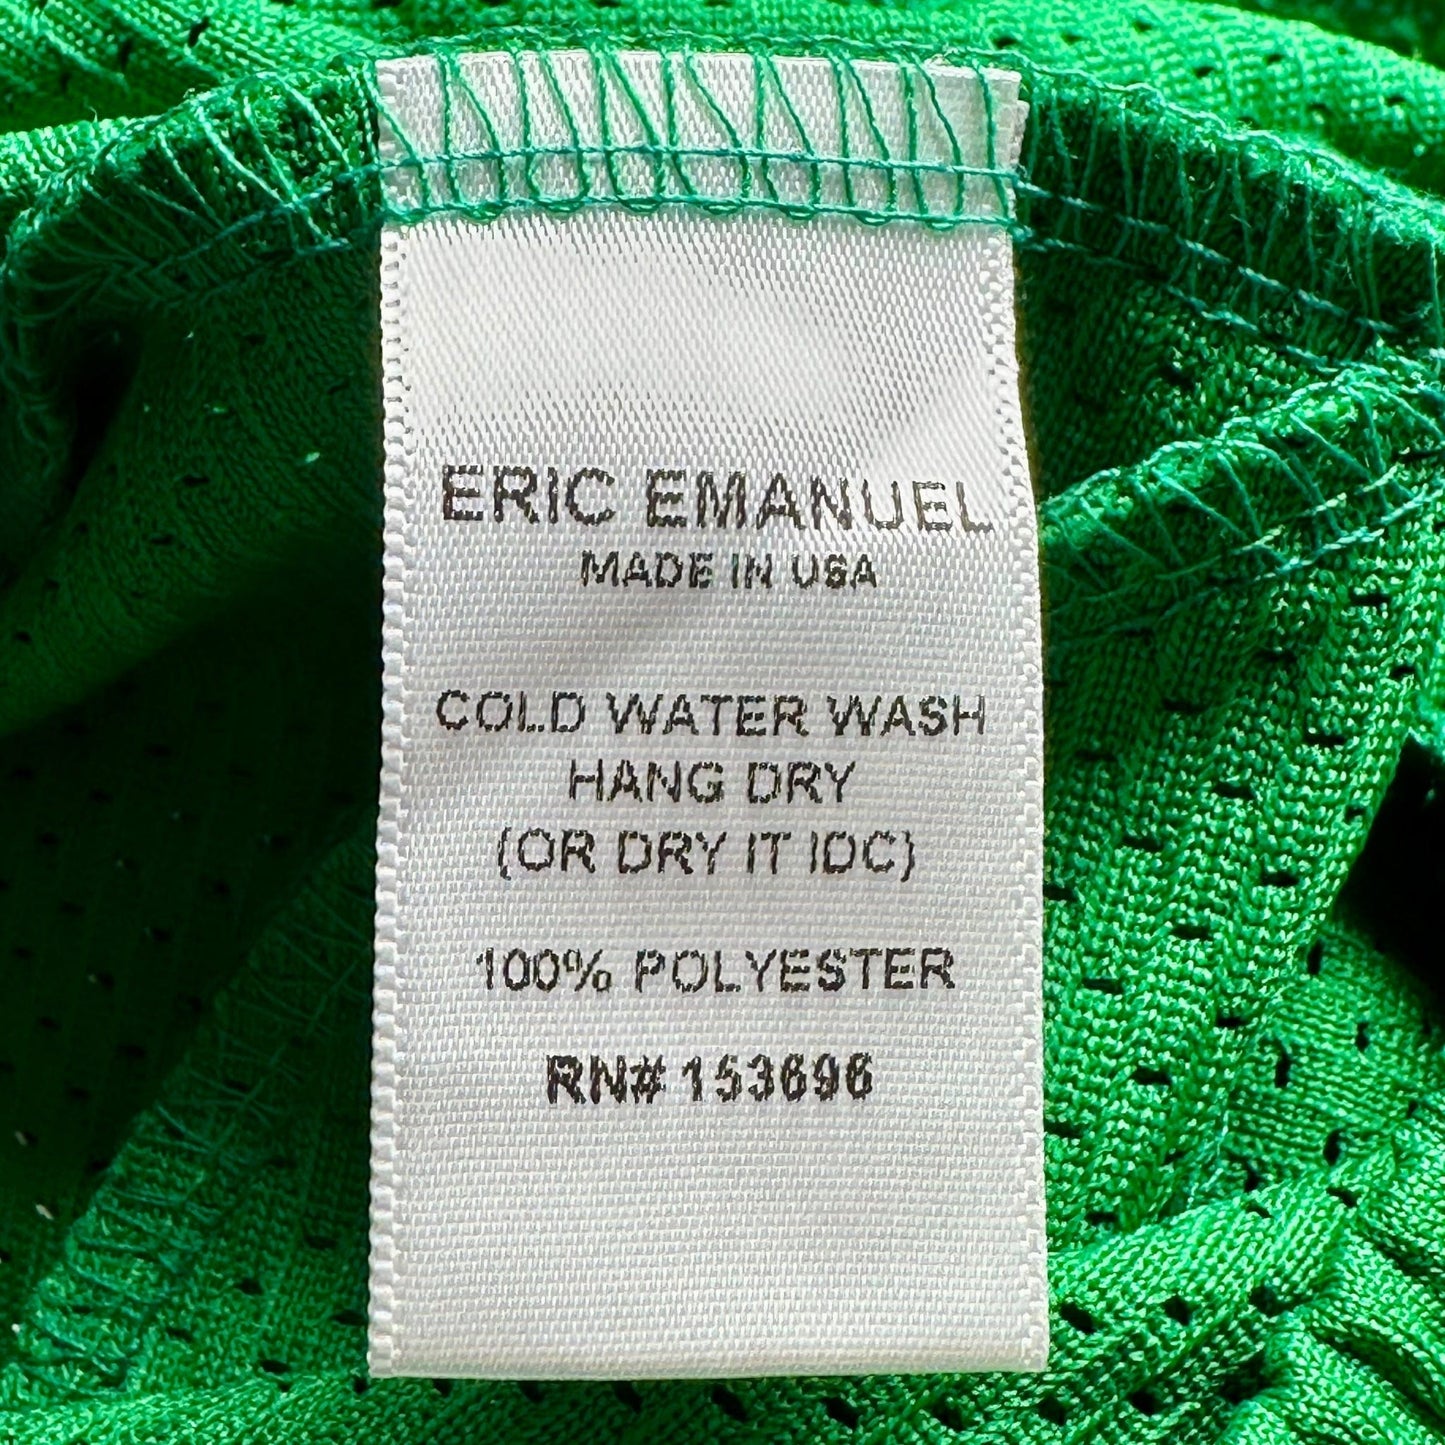 ERIC EMANUEL
MADE IN USA
COLD WATER WASH
HANG DRY
(OR DRY IT IDC)
100% POLYESTER
RN# 153696